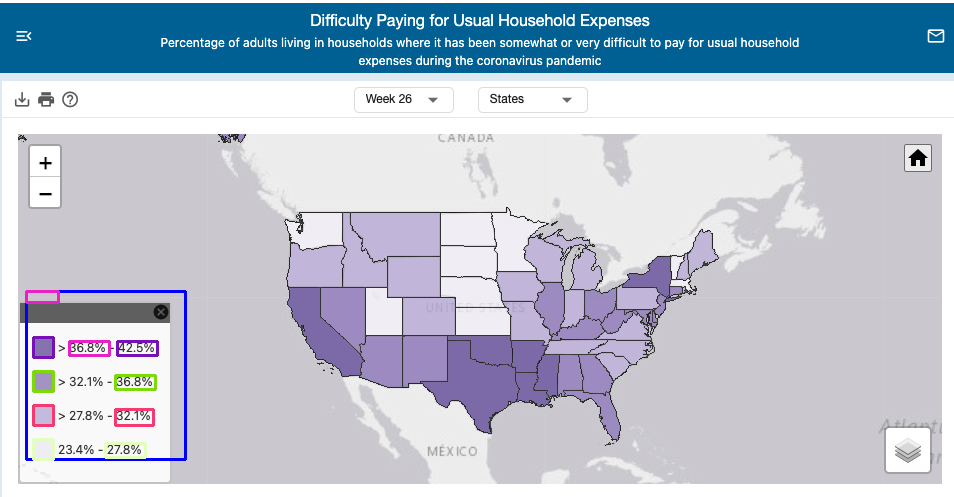 Difficulty Paying for Usual Household Expenses
Percentage of adults living in households where it has been somewhat or very difficult to pay for usual household
expenses during the coronavirus pandemic
Week 26
States
CANADA
+
−
UNITED STATES
> 36.8% - 42.5%
> 32.1% - 36.8%
> 27.8% - 32.1%
23.4% - 27.8%
MÉXICO